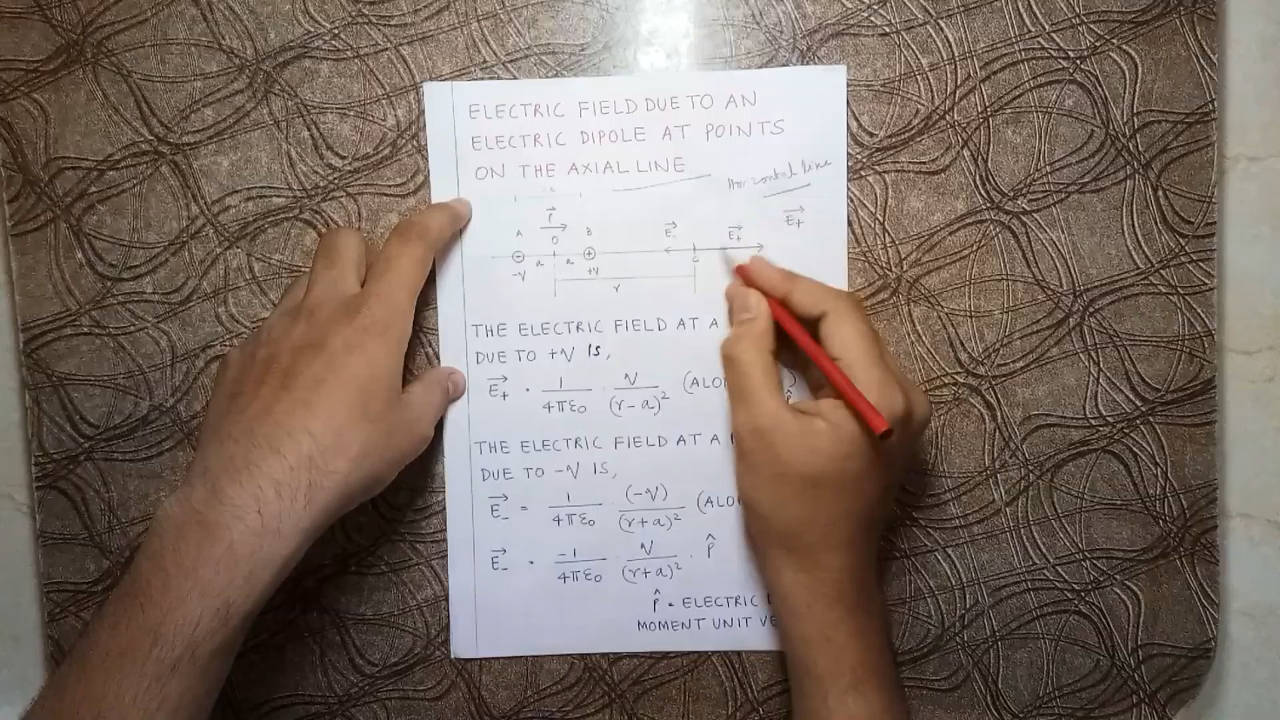 ELECTRIC FIELD DUE TO AN
ELECTRIC DIPOLE AT POINTS
ON THE AXIAL LINE
Horizontal line
P⃗
A O B E⃗₋ E⃗₊ E⃗₊
a a
-q +q
r
THE ELECTRIC FIELD AT A
DUE TO +q IS,
E⃗₊ = 1/4πε₀ · q/(r-a)² (ALO
THE ELECTRIC FIELD AT A
DUE TO -q IS,
E⃗₋ = 1/4πε₀ · (-q)/(r+a)² (ALO
E⃗₋ = -1/4πε₀ · q/(r+a)² · p̂
p̂ = ELECTRIC
MOMENT UNIT VE